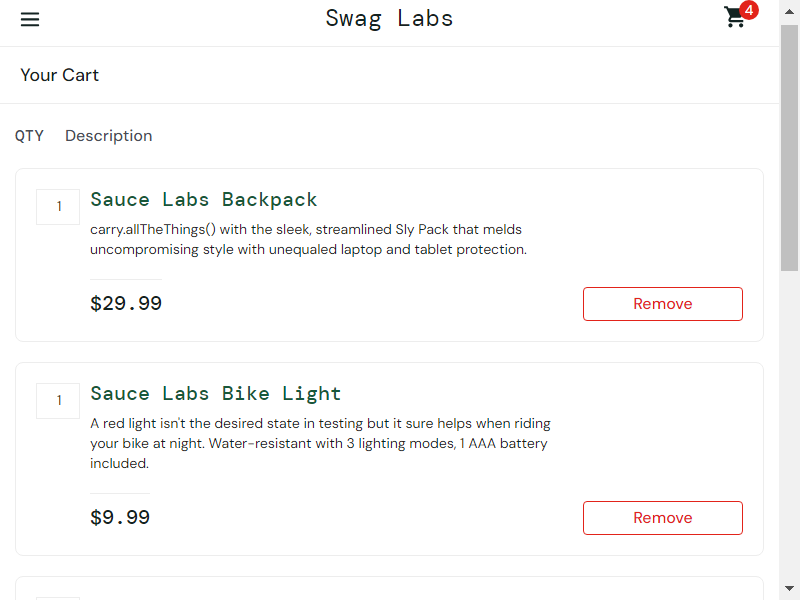 Swag Labs
4
Your Cart
QTY Description
1
Sauce Labs Backpack
carry.allTheThings() with the sleek, streamlined Sly Pack that melds
uncompromising style with unequaled laptop and tablet protection.
$29.99
Remove
1
Sauce Labs Bike Light
A red light isn't the desired state in testing but it sure helps when riding
your bike at night. Water-resistant with 3 lighting modes, 1 AAA battery
included.
$9.99
Remove